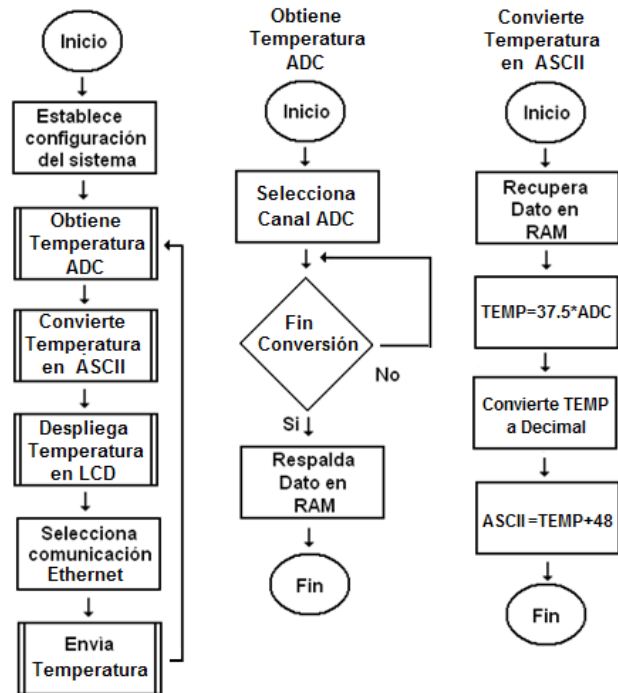 Inicio
Establece
configuración
del sistema
Obtiene
Temperatura
ADC
Convierte
Temperatura
en ASCII
Despliega
Temperatura
en LCD
Selecciona
comunicación
Ethernet
Envìa
Temperatura
Obtiene
Temperatura
ADC
Inicio
Selecciona
Canal ADC
Fin
Conversión
No
Si
Respalda
Dato en
RAM
Fin
Convierte
Temperatura
en ASCII
Inicio
Recupera
Dato en
RAM
TEMP=37.5*ADC
Convierte TEMP
a Decimal
ASCII=TEMP+48
Fin